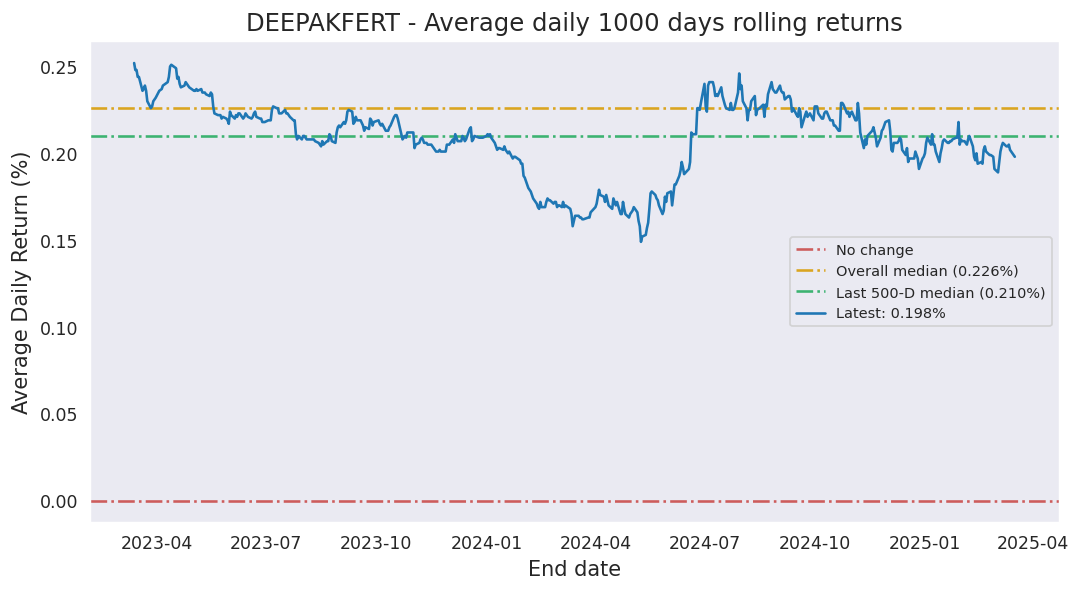 DEEPAKFERT - Average daily 1000 days rolling returns
Average Daily Return (%)
0.25
0.20
0.15
0.10
0.05
0.00
No change
Overall median (0.226%)
Last 500-D median (0.210%)
Latest: 0.198%
2023-04 2023-07 2023-10 2024-01 2024-04 2024-07 2024-10 2025-01 2025-04
End date